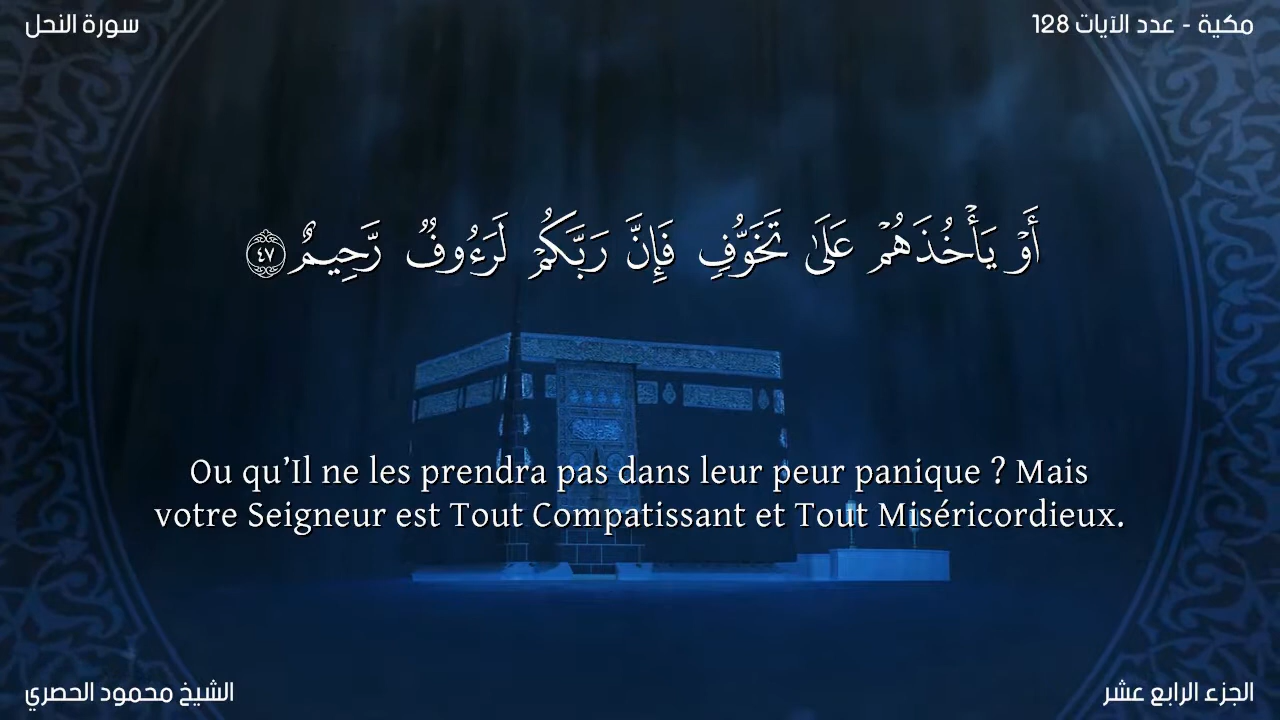 مكية - عدد الآيات 128
سورة النحل
أَوْ يَأْخُذَهُمْ عَلَىٰ تَخَوُّفٍ فَإِنَّ رَبَّكُمْ لَرَءُوفٌ رَّحِيمٌ ٤٧
Ou qu’Il ne les prendra pas dans leur peur panique ? Mais
votre Seigneur est Tout Compatissant et Tout Miséricordieux.
الجزء الرابع عشر
الشيخ محمود الحصري